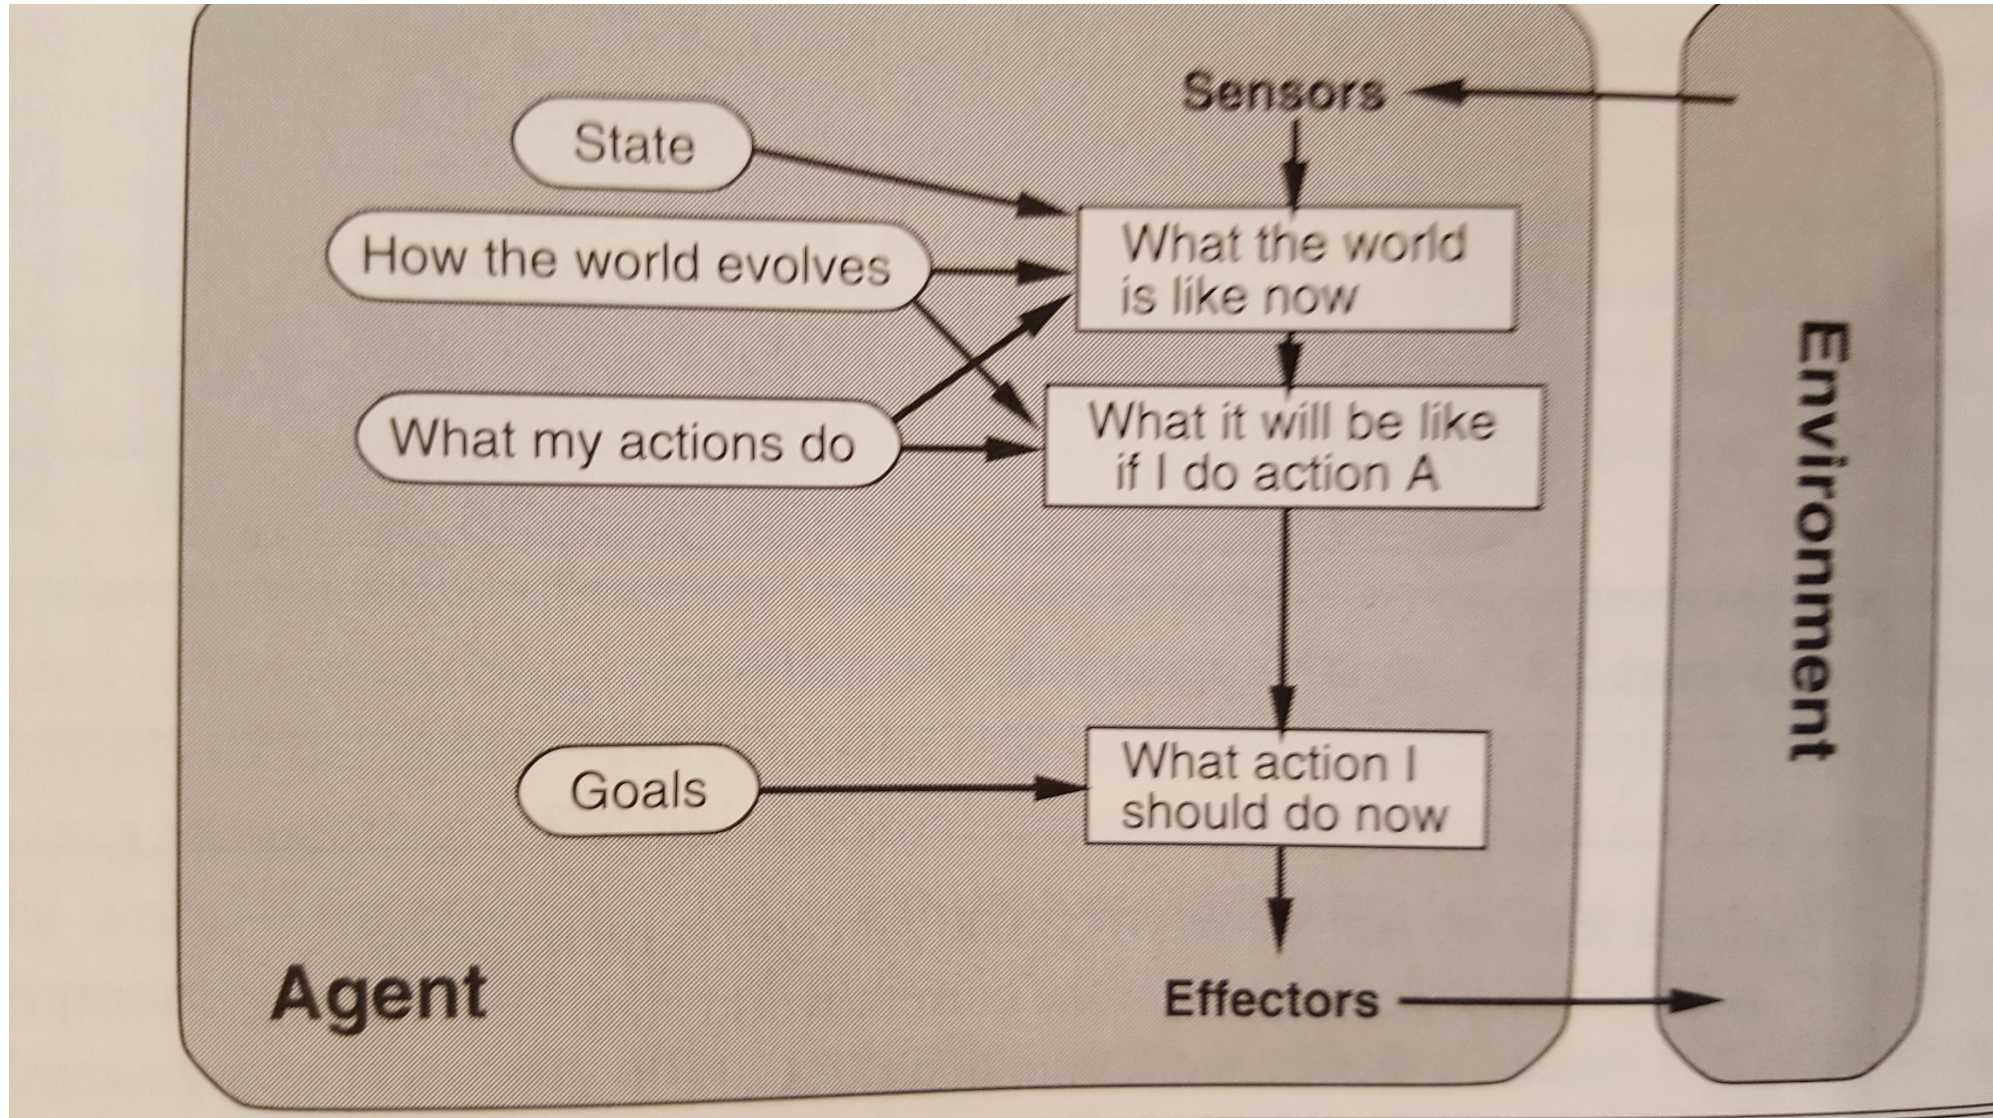 Sensors
State
How the world evolves
What the world
is like now
What my actions do
What it will be like
if I do action A
Goals
What action I
should do now
Agent
Effectors
Environment